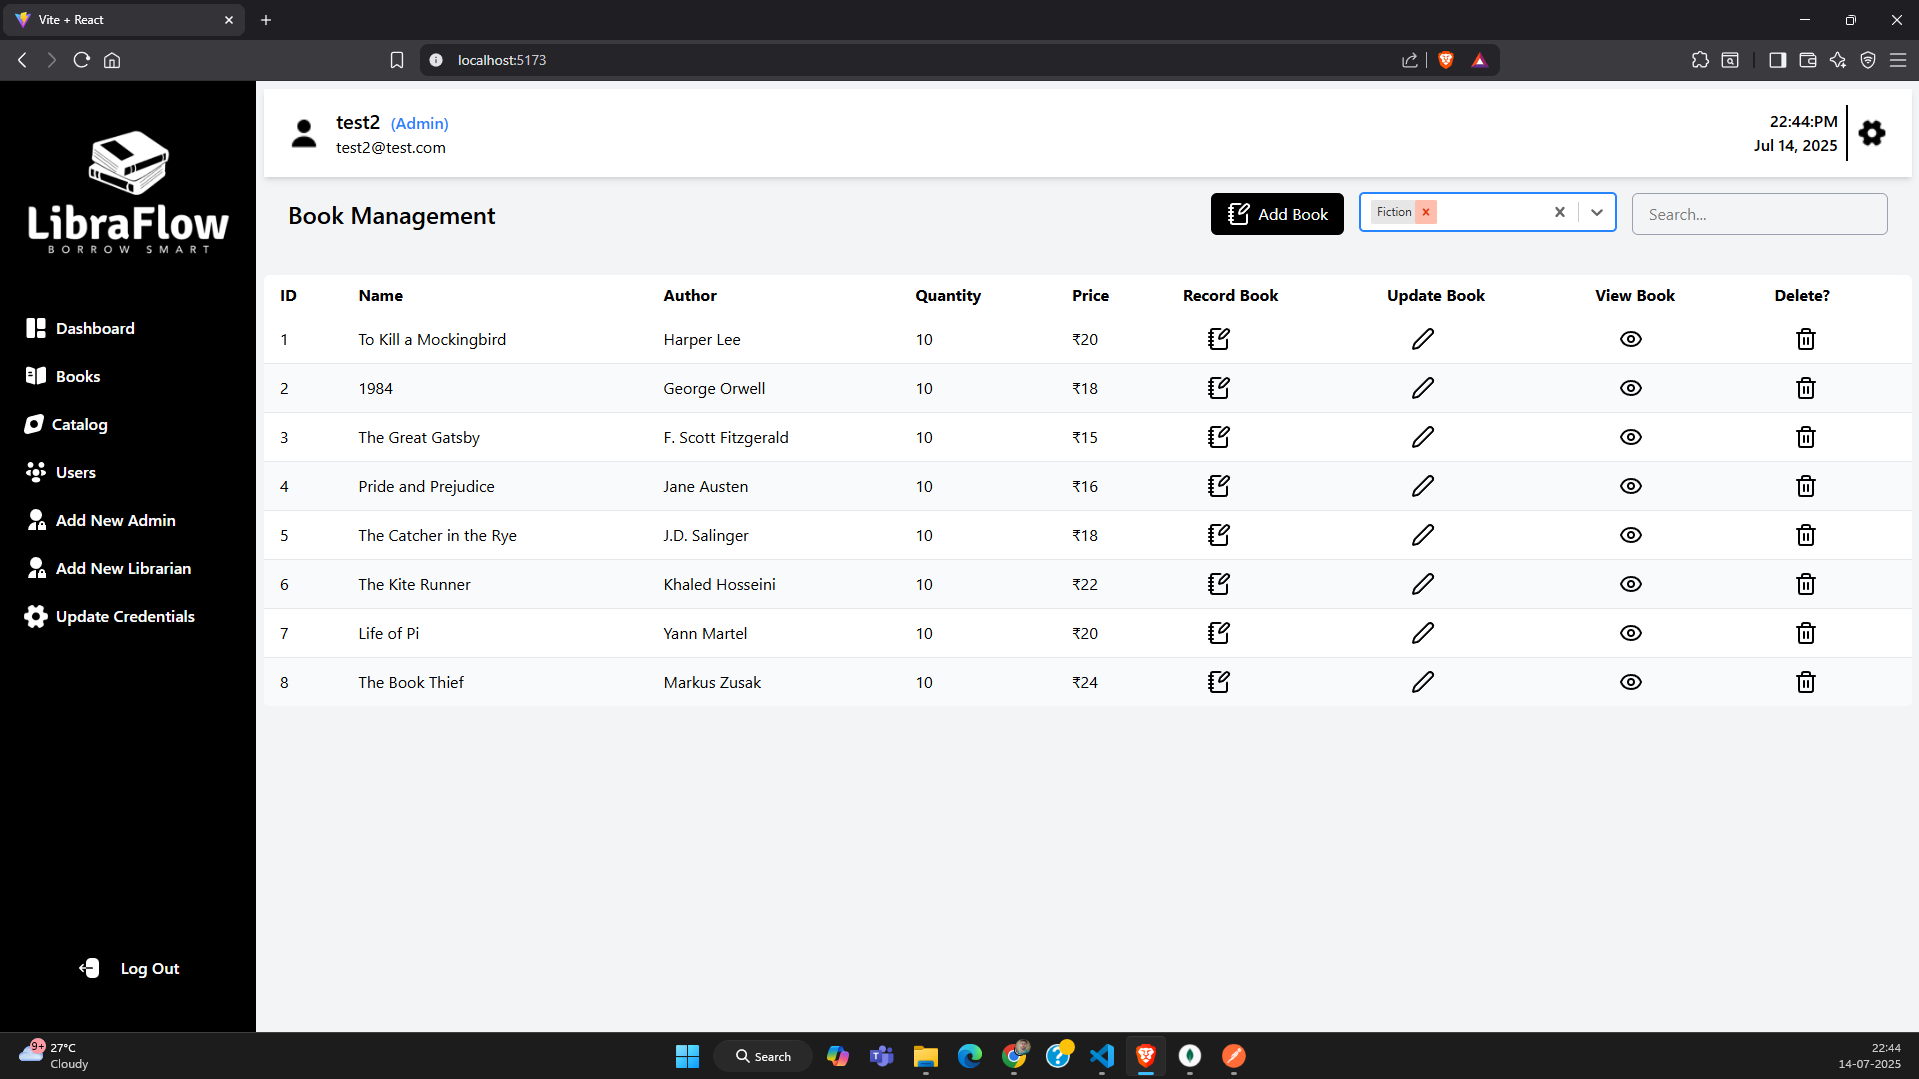 Vite + React
localhost:5173
LibraFlow
BORROW SMART
Dashboard
Books
Catalog
Users
Add New Admin
Add New Librarian
Update Credentials
Log Out
test2 (Admin)
test2@test.com
22:44:PM
Jul 14, 2025
Book Management
Add Book
Fiction
Search...
ID Name Author Quantity Price Record Book Update Book View Book Delete?
1 To Kill a Mockingbird Harper Lee 10 ₹20
2 1984 George Orwell 10 ₹18
3 The Great Gatsby F. Scott Fitzgerald 10 ₹15
4 Pride and Prejudice Jane Austen 10 ₹16
5 The Catcher in the Rye J.D. Salinger 10 ₹18
6 The Kite Runner Khaled Hosseini 10 ₹22
7 Life of Pi Yann Martel 10 ₹20
8 The Book Thief Markus Zusak 10 ₹24
9+
27°C
Cloudy
Search
22:44
14-07-2025